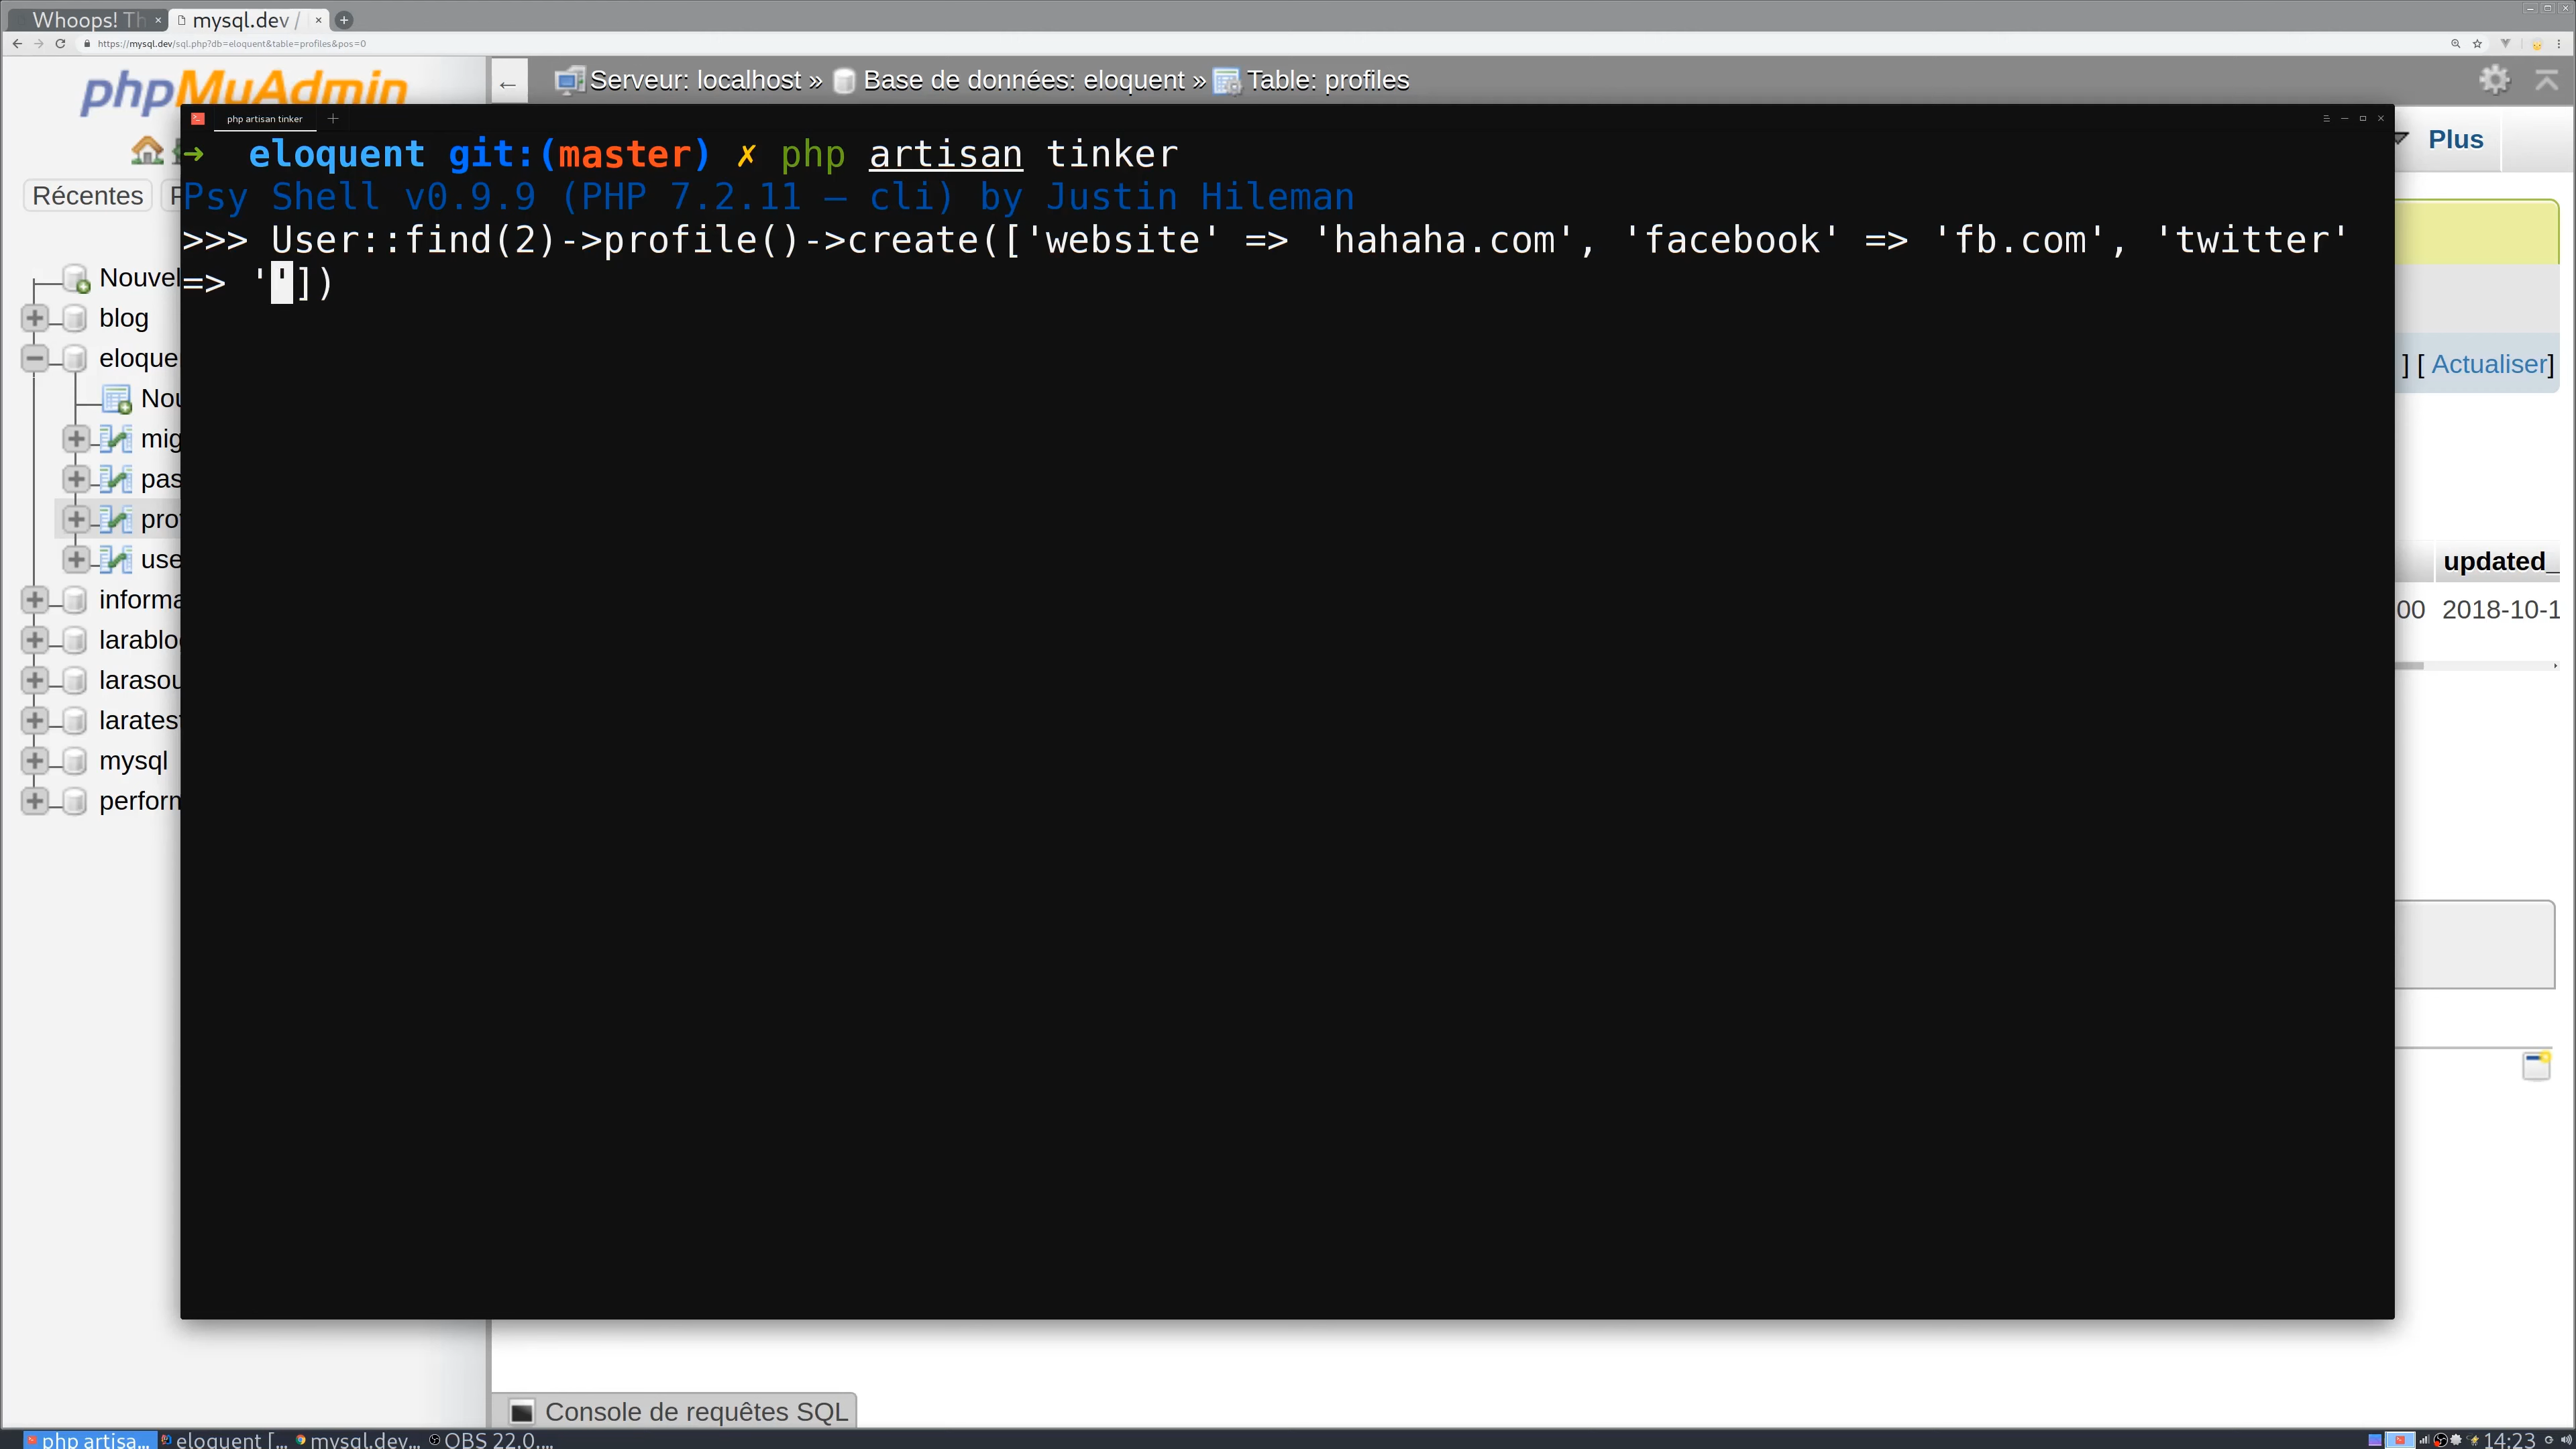 Whoops! Th
mysql.dev /
https://mysql.dev/sql.php?db=eloquent&table=profiles&pos=0
phpMyAdmin
Serveur: localhost » Base de données: eloquent » Table: profiles
Plus
php artisan tinker
➜ eloquent git:(master) ✗ php artisan tinker
Récentes
Psy Shell v0.9.9 (PHP 7.2.11 — cli) by Justin Hileman
>>> User::find(2)->profile()->create(['website' => 'hahaha.com', 'facebook' => 'fb.com', 'twitter'
=> ''])
Nouvel
blog
eloque
] [ Actualiser]
Nou
mig
pas
pro
use
updated_
informa
00 2018-10-1
larablo
larasou
laratest
mysql
perform
Console de requêtes SQL
php artisa...
eloquent [...
mysql.dev...
OBS 22.0....
14:23